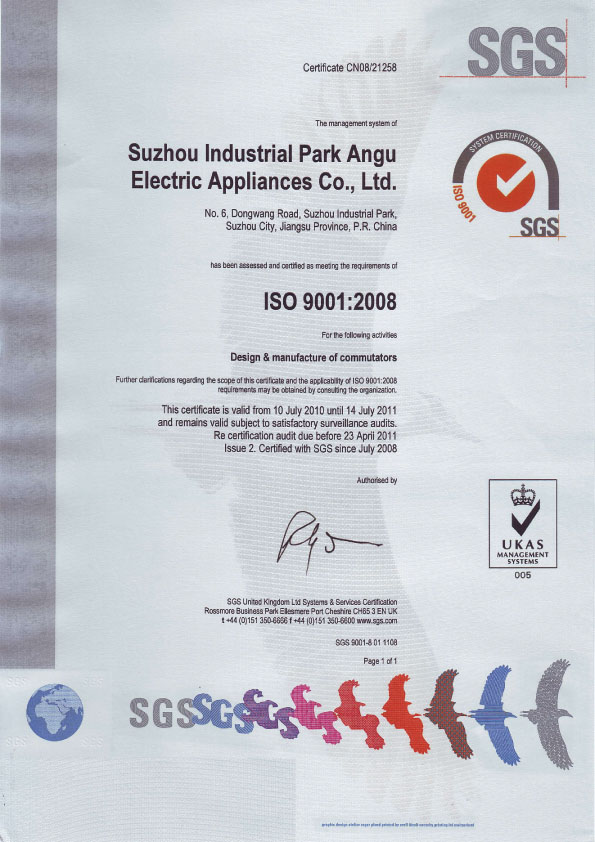 SGS
Certificate CN08/21258
The management system of
Suzhou Industrial Park Angu
Electric Appliances Co., Ltd.
No. 6, Dongwang Road, Suzhou Industrial Park,
Suzhou City, Jiangsu Province, P.R. China
SYSTEM CERTIFICATION
ISO 9001
SGS
has been assessed and certified as meeting the requirements of
ISO 9001:2008
For the following activities
Design & manufacture of commutators
Further clarifications regarding the scope of this certificate and the applicability of ISO 9001:2008
requirements may be obtained by consulting the organization.
This certificate is valid from 10 July 2010 until 14 July 2011
and remains valid subject to satisfactory surveillance audits.
Re certification audit due before 23 April 2011
Issue 2. Certified with SGS since July 2008
Authorised by
UKAS
MANAGEMENT
SYSTEMS
005
SGS United Kingdom Ltd Systems & Services Certification
Rossmore Business Park Ellesmere Port Cheshire CH65 3 EN UK
t +44 (0)151 350-6666 f +44 (0)151 350-6600 www.sgs.com
SGS 9001-8 01 1108
Page 1 of 1
SGS SGS SGS SGS